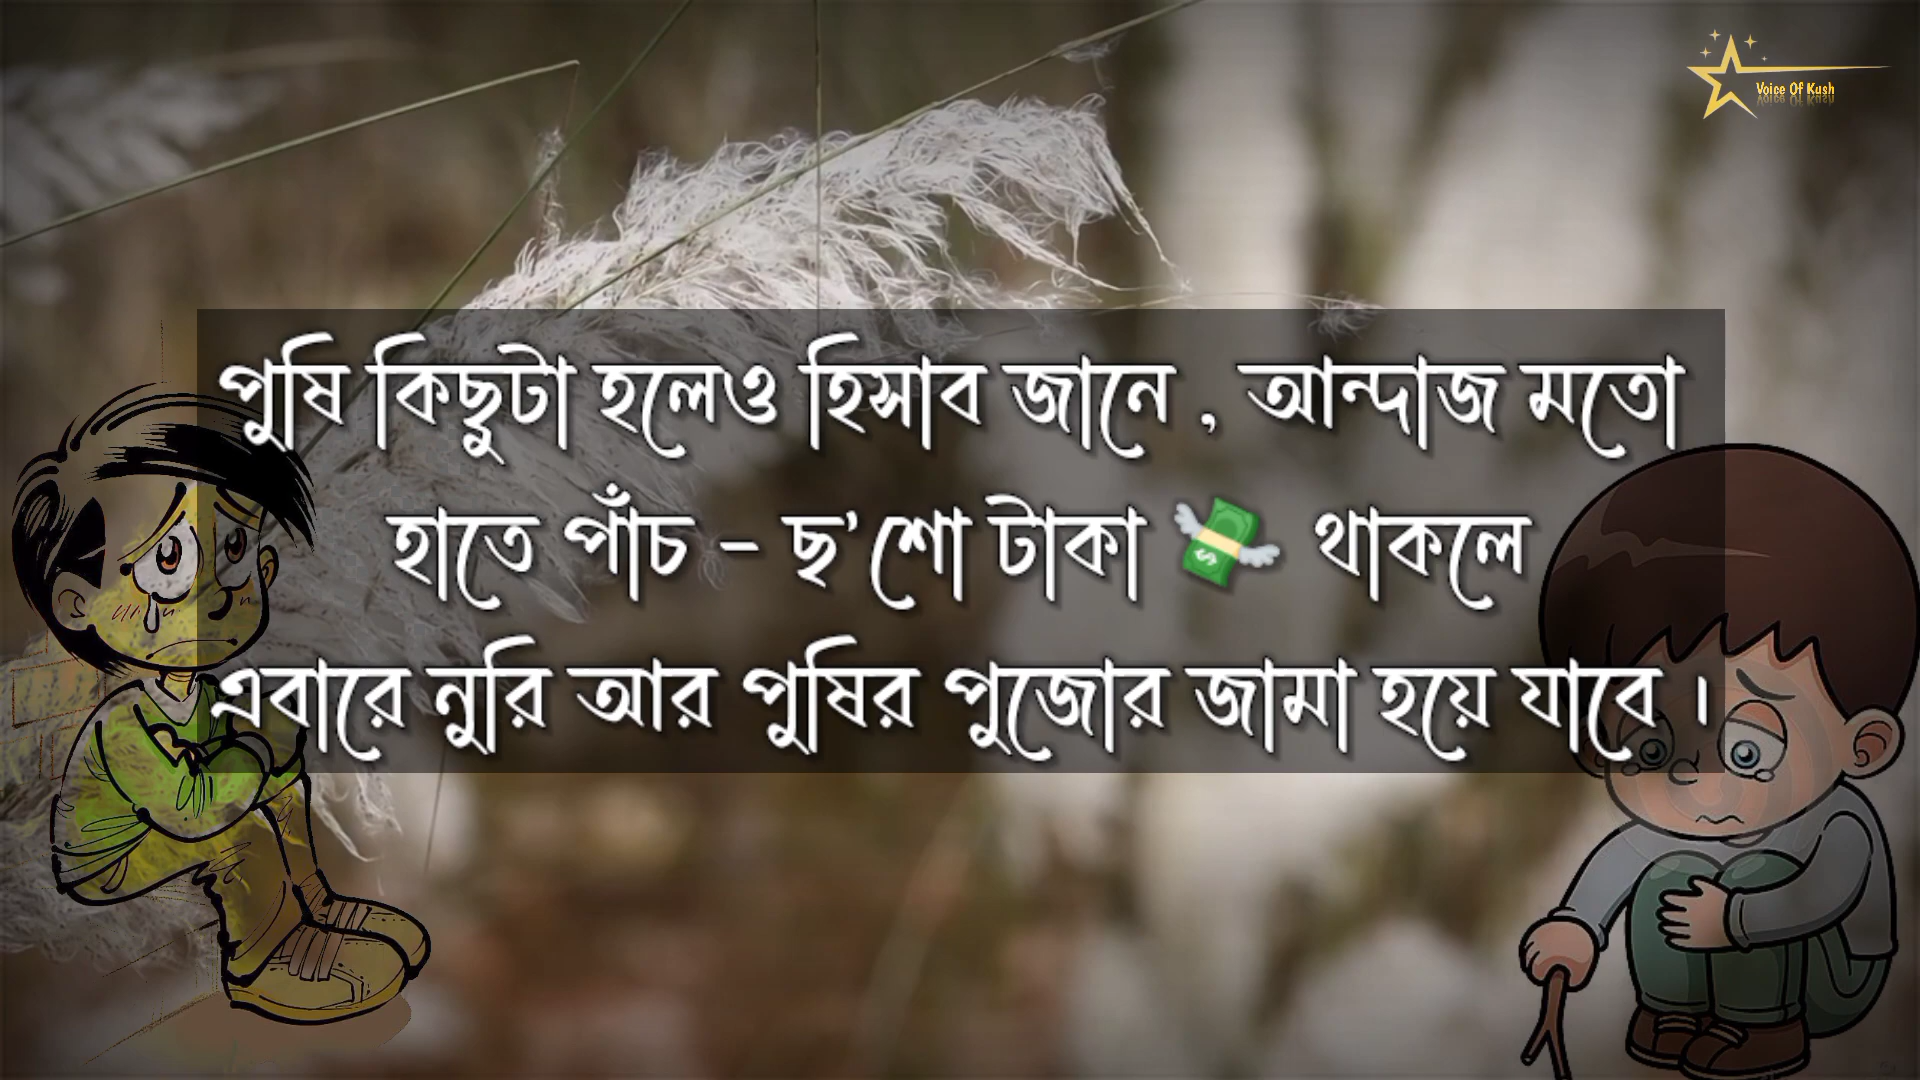 Voice Of Kush
পুষি কিছুটা হলেও হিসাব জানে , আন্দাজ মতো
হাতে পাঁচ – ছ’শো টাকা 💸 থাকলে
এবারে নুরি আর পুষির পুজোর জামা হয়ে যাবে ।